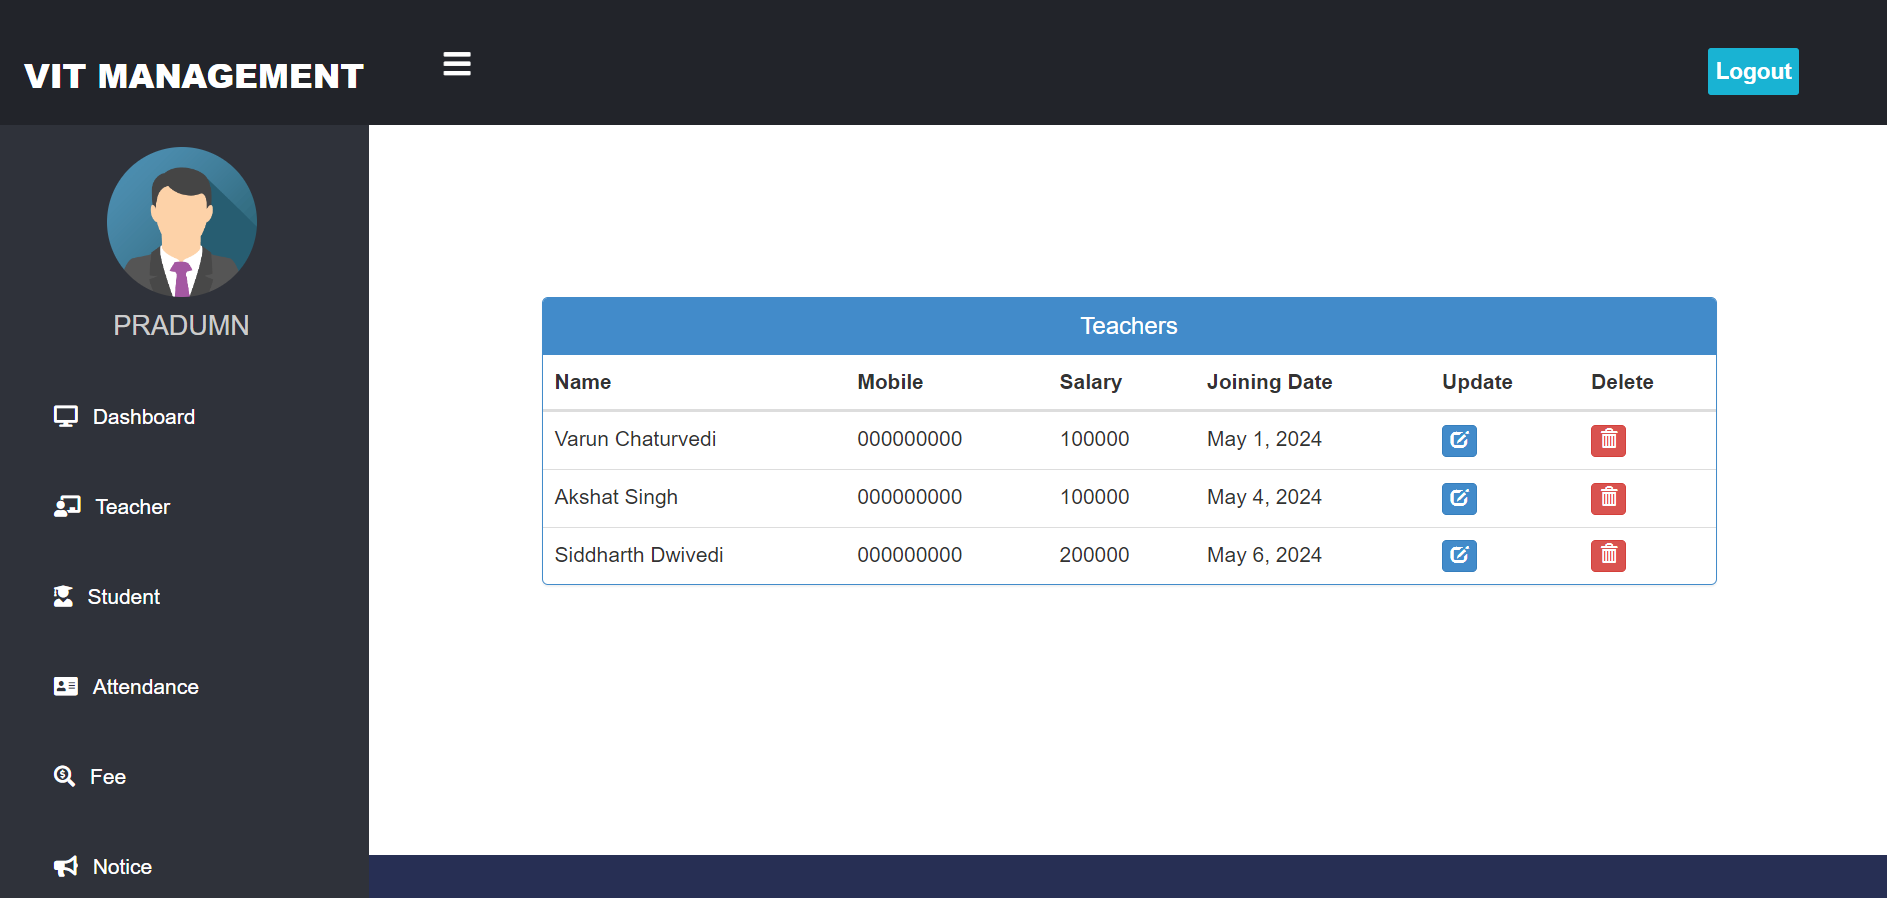 VIT MANAGEMENT
Logout
PRADUMN
Dashboard
Teacher
Student
Attendance
Fee
Notice
Teachers
Name Mobile Salary Joining Date Update Delete
Varun Chaturvedi 000000000 100000 May 1, 2024
Akshat Singh 000000000 100000 May 4, 2024
Siddharth Dwivedi 000000000 200000 May 6, 2024